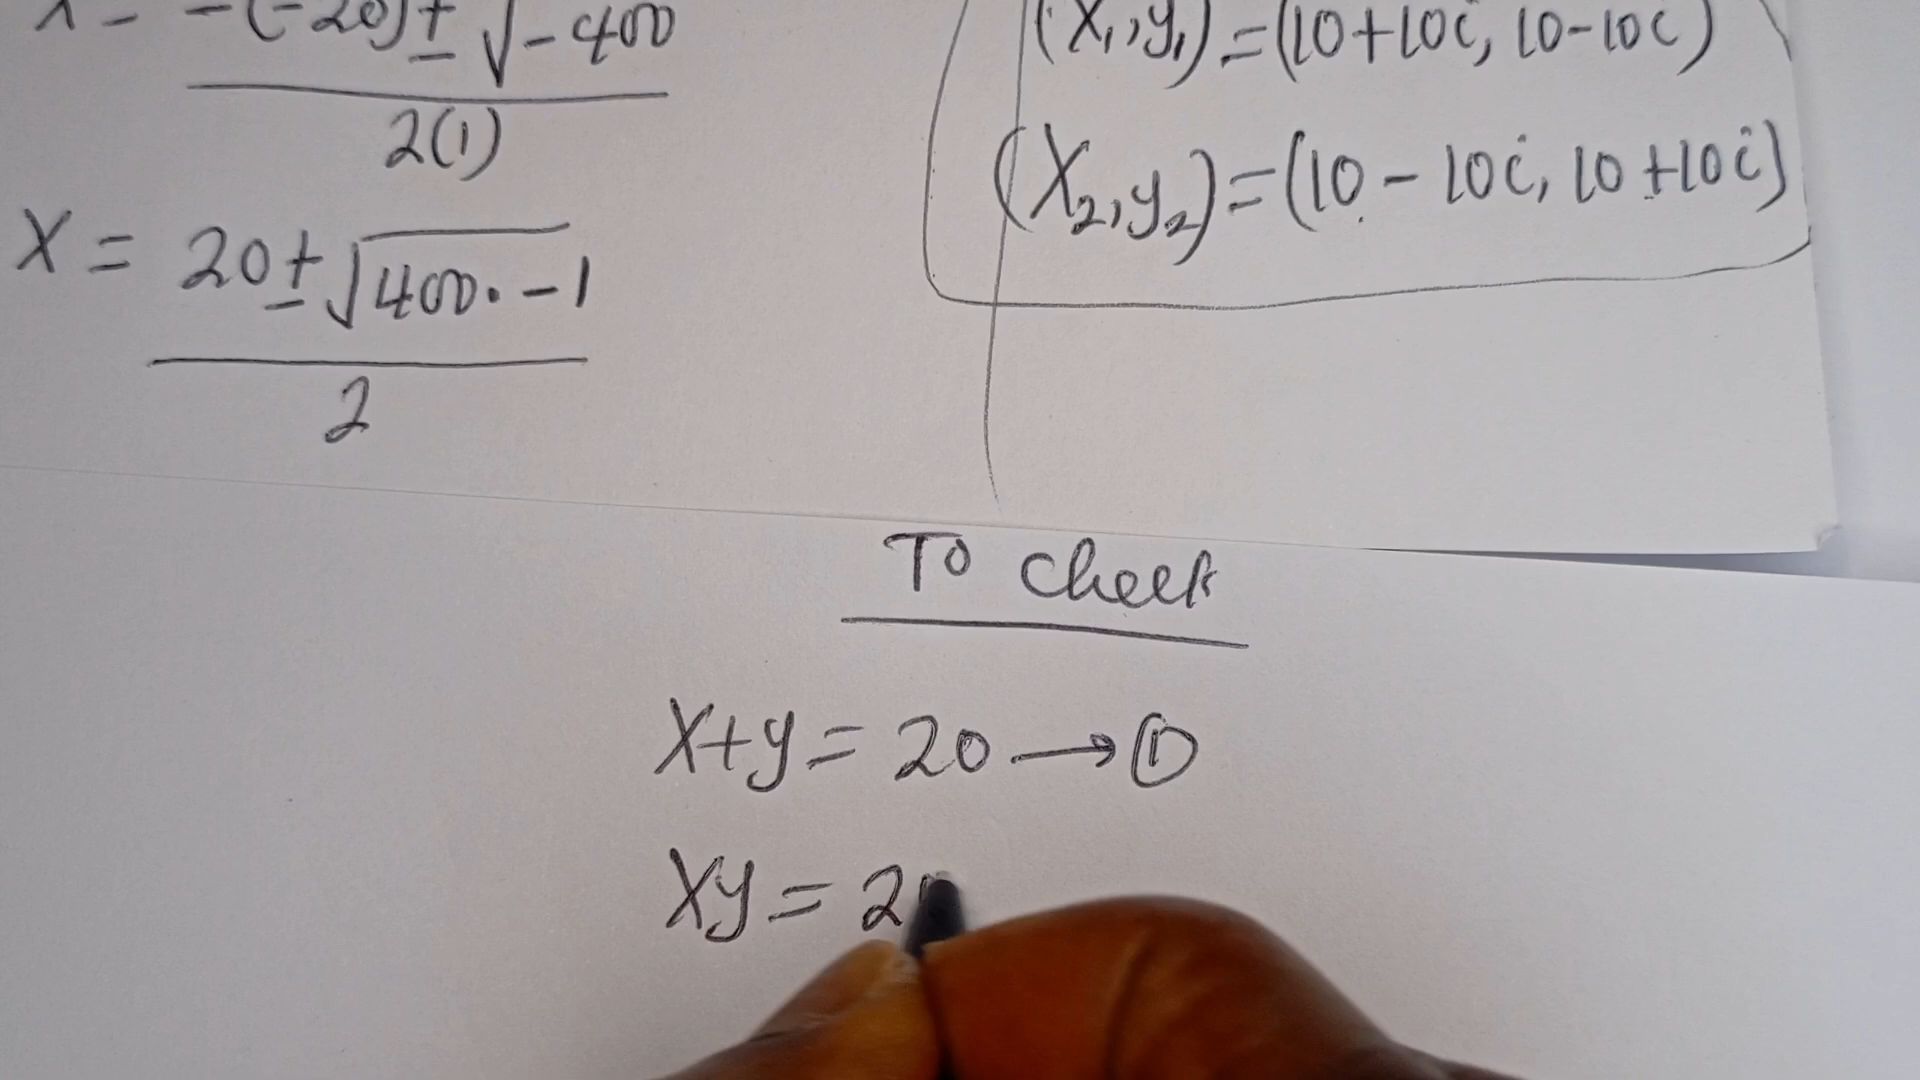 X = -(-20) ± √-400
2(1)
X = 20 ± √400. -1
2
(X₁, y₁) = (10+10i, 10-10i)
(X₂, y₂) = (10 - 10i, 10 + 10i)
To Check
X+y = 20 → ①
Xy = 2